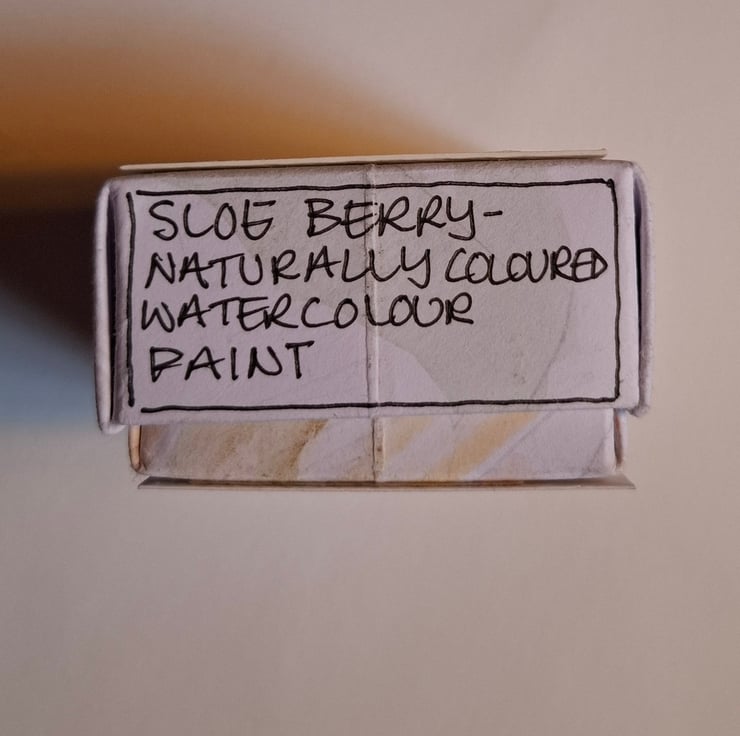 SLOE BERRY-
NATURALLY COLOURED
WATERCOLOUR
PAINT